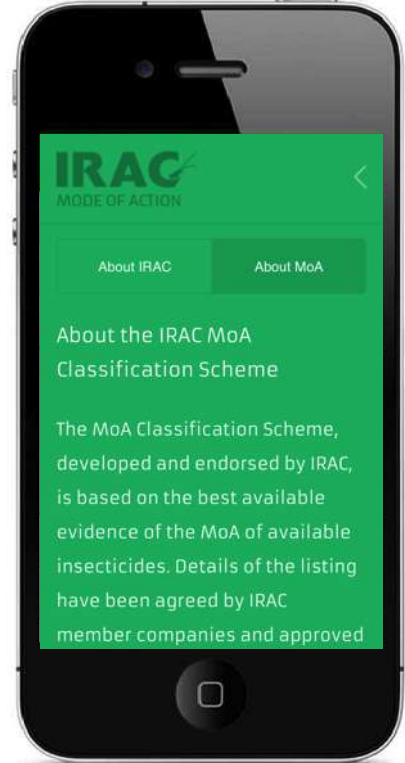 IRAC
MODE OF ACTION
About IRAC
About MoA
About the IRAC MoA
Classification Scheme
The MoA Classification Scheme,
developed and endorsed by IRAC,
is based on the best available
evidence of the MoA of available
insecticides. Details of the listing
have been agreed by IRAC
member companies and approved